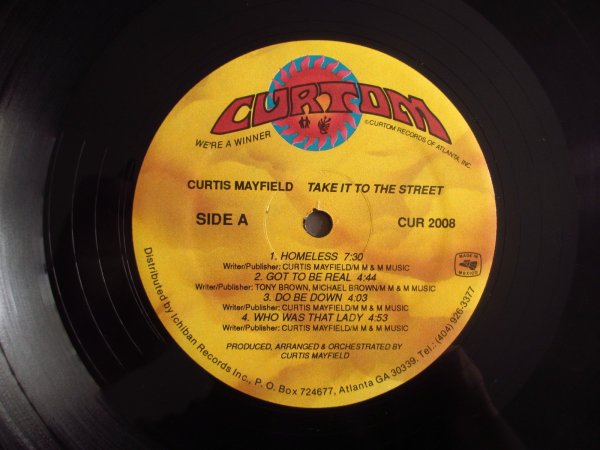 CURTOM
WE'RE A WINNER
©CURTOM RECORDS OF ATLANTA, INC.
CURTIS MAYFIELD TAKE IT TO THE STREET
SIDE A
CUR 2008
MADE IN
1. HOMELESS 7:30
Writer/Publisher: CURTIS MAYFIELD/M M & M MUSIC
2. GOT TO BE REAL 4:44
Writer/Publisher: TONY BROWN, MICHAEL BROWN/M M & M MUSIC
3. DO BE DOWN 4:03
Writer/Publisher: CURTIS MAYFIELD/M M & M MUSIC
4. WHO WAS THAT LADY 4:53
Writer/Publisher: CURTIS MAYFIELD/M M & M MUSIC
PRODUCED, ARRANGED & ORCHESTRATED BY
CURTIS MAYFIELD
Distributed by Ichiban Records Inc., P. O. Box 724677, Atlanta GA 30339. Tel.: (404) 926-3377